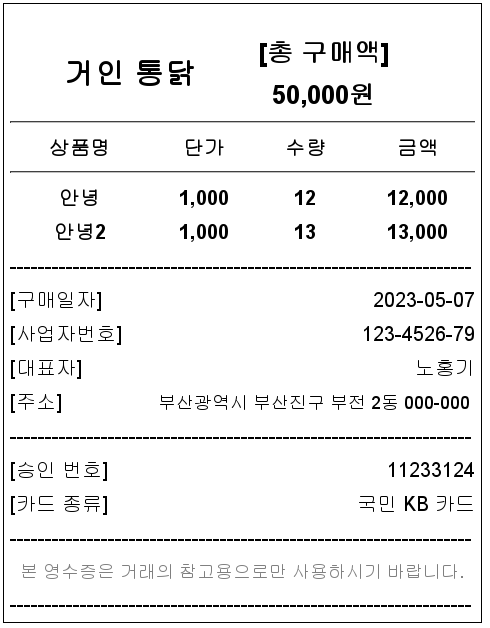 거인 통닭
[총 구매액]
50,000원
상품명 단가 수량 금액
안녕 1,000 12 12,000
안녕2 1,000 13 13,000
--------------------------------------------------------------------
[구매일자] 2023-05-07
[사업자번호] 123-4526-79
[대표자] 노홍기
[주소] 부산광역시 부산진구 부전 2동 000-000
--------------------------------------------------------------------
[승인 번호] 11233124
[카드 종류] 국민 KB 카드
--------------------------------------------------------------------
본 영수증은 거래의 참고용으로만 사용하시기 바랍니다.
--------------------------------------------------------------------